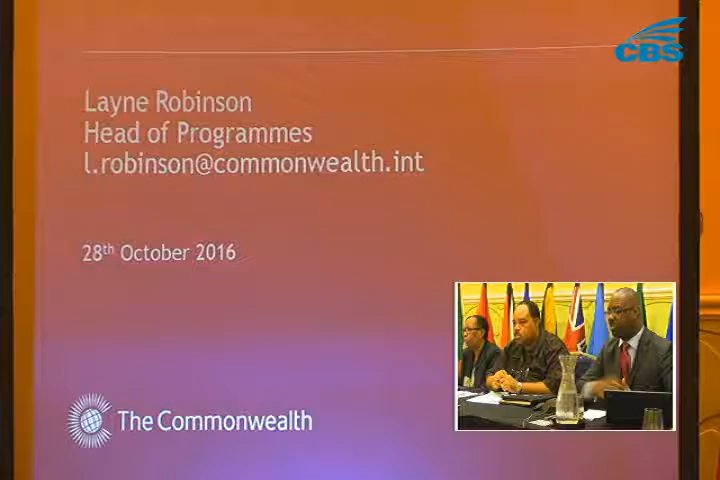 CBS
Layne Robinson
Head of Programmes
l.robinson@commonwealth.int
28th October 2016
The Commonwealth